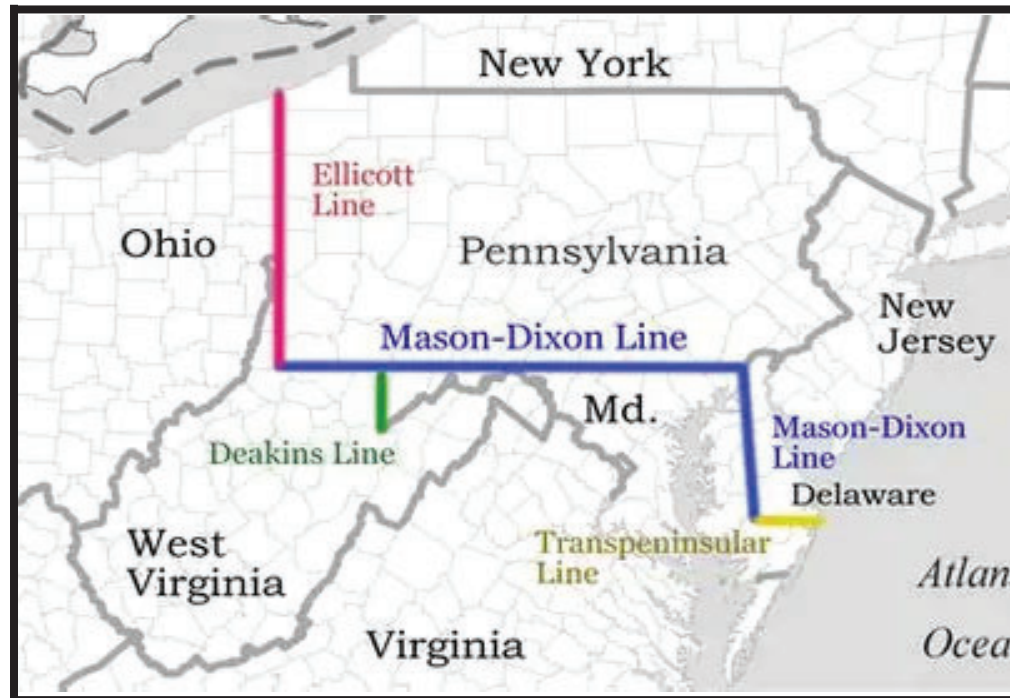 New York
Ellicott
Line
Ohio
Pennsylvania
New
Jersey
Mason-Dixon Line
Md.
Mason-Dixon
Line
Deakins Line
Delaware
West
Virginia
Transpeninsular
Line
Virginia
Atlan
Ocea